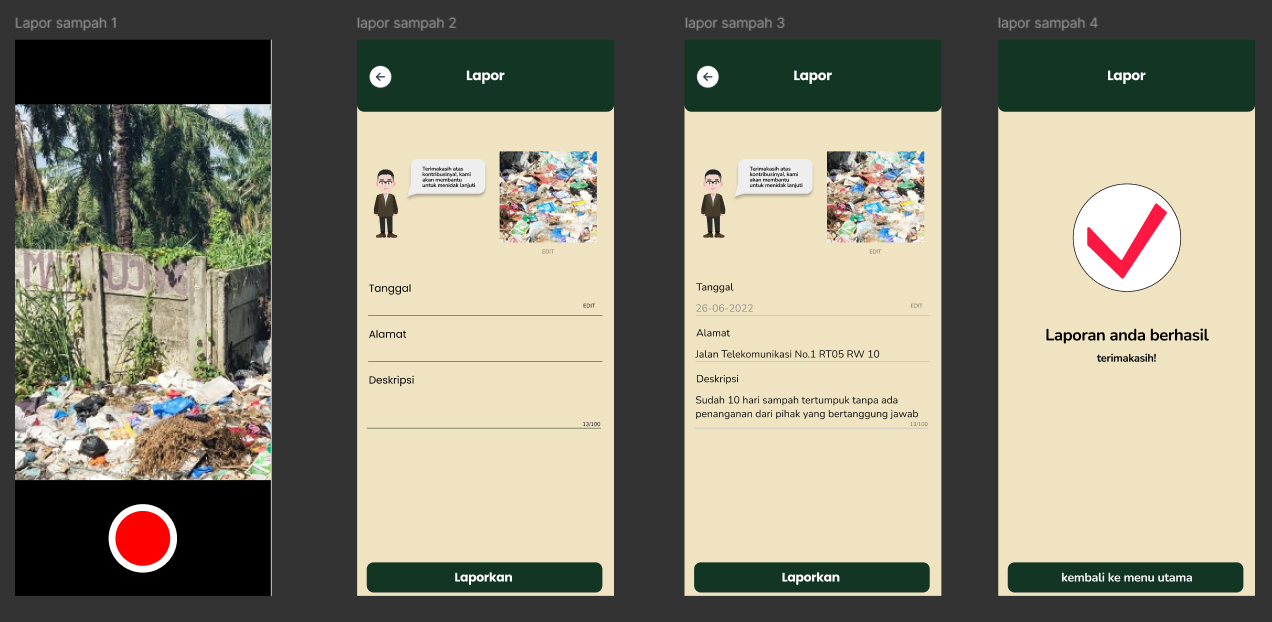 Lapor sampah 1
lapor sampah 2
Lapor
Terimakasih atas
kontribusinya!, kami
akan membantu
untuk menidak lanjuti
EDIT
Tanggal
EDIT
Alamat
Deskripsi
13/100
Laporkan
lapor sampah 3
Lapor
Terimakasih atas
kontribusinya!, kami
akan membantu
untuk menidak lanjuti
EDIT
Tanggal
26-06-2022
EDIT
Alamat
Jalan Telekomunikasi No.1 RT05 RW 10
Deskripsi
Sudah 10 hari sampah tertumpuk tanpa ada
penanganan dari pihak yang bertanggung jawab
13/100
Laporkan
lapor sampah 4
Lapor
Laporan anda berhasil
terimakasih!
kembali ke menu utama